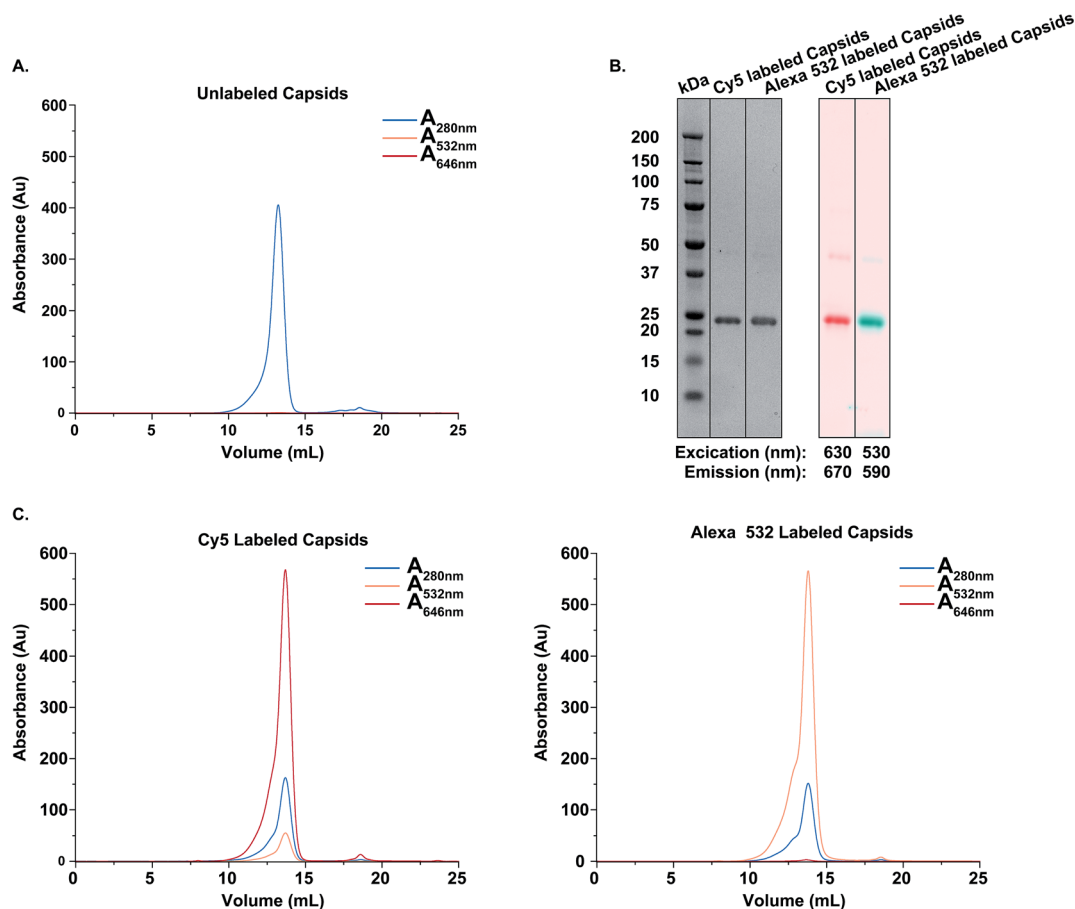 A.
Unlabeled Capsids
600
500
400
300
200
100
0
0 5 10 15 20 25
Absorbance (Au)
Volume (mL)
A280nm
A532nm
A646nm
B.
kDa
Cy5 labeled Capsids
Alexa 532 labeled Capsids
Cy5 labeled Capsids
Alexa 532 labeled Capsids
200
150
100
75
50
37
25
20
15
10
Excication (nm): 630 530
Emission (nm): 670 590
C.
Cy5 Labeled Capsids
600
500
400
300
200
100
0
0 5 10 15 20 25
Absorbance (Au)
Volume (mL)
A280nm
A532nm
A646nm
Alexa 532 Labeled Capsids
600
500
400
300
200
100
0
0 5 10 15 20 25
Absorbance (Au)
Volume (mL)
A280nm
A532nm
A646nm